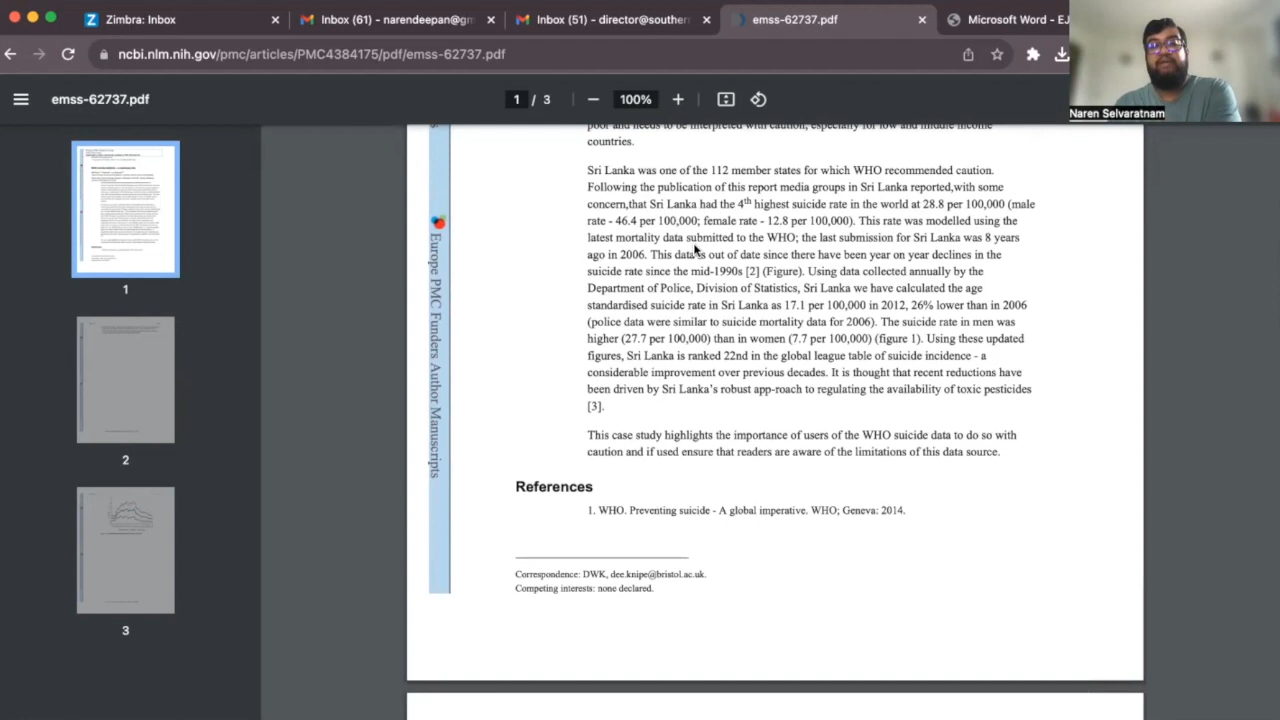 Zimbra: Inbox
Inbox (61) - narendeepan@gm
Inbox (51) - director@southern
emss-62737.pdf
Microsoft Word - EJ
ncbi.nlm.nih.gov/pmc/articles/PMC4384175/pdf/emss-62737.pdf
emss-62737.pdf
1 / 3
100%
Naren Selvaratnam
1
2
3
Europe PMC Funders Author Manuscripts
poor and needs to be interpreted with caution, especially for low and middle income
countries.
Sri Lanka was one of the 112 member states for which WHO recommended caution.
Following the publication of this report media groups in Sri Lanka reported,with some
concern,that Sri Lanka had the 4th highest suicide rate in the world at 28.8 per 100,000 (male
rate - 46.4 per 100,000; female rate - 12.8 per 100,000). This rate was modelled using the
latest mortality data submitted to the WHO; the last submission for Sri Lanka was 8 years
ago in 2006. This data is out of date since there have been year on year declines in the
suicide rate since the mid-1990s [2] (Figure). Using data collected annually by the
Department of Police, Division of Statistics, Sri Lanka we have calculated the age
standardised suicide rate in Sri Lanka as 17.1 per 100,000 in 2012, 26% lower than in 2006
(police data were similar to suicide mortality data for 2006). The suicide rate in men was
higher (27.7 per 100,000) than in women (7.7 per 100,000) (figure 1). Using these updated
figures, Sri Lanka is ranked 22nd in the global league table of suicide incidence - a
considerable improvement over previous decades. It is thought that recent reductions have
been driven by Sri Lanka's robust app-roach to regulating the availability of toxic pesticides
[3].
This case study highlights the importance of users of the WHO suicide data to do so with
caution and if used ensure that readers are aware of the limitations of this data source.
References
1. WHO. Preventing suicide - A global imperative. WHO; Geneva: 2014.
Correspondence: DWK, dee.knipe@bristol.ac.uk.
Competing interests: none declared.